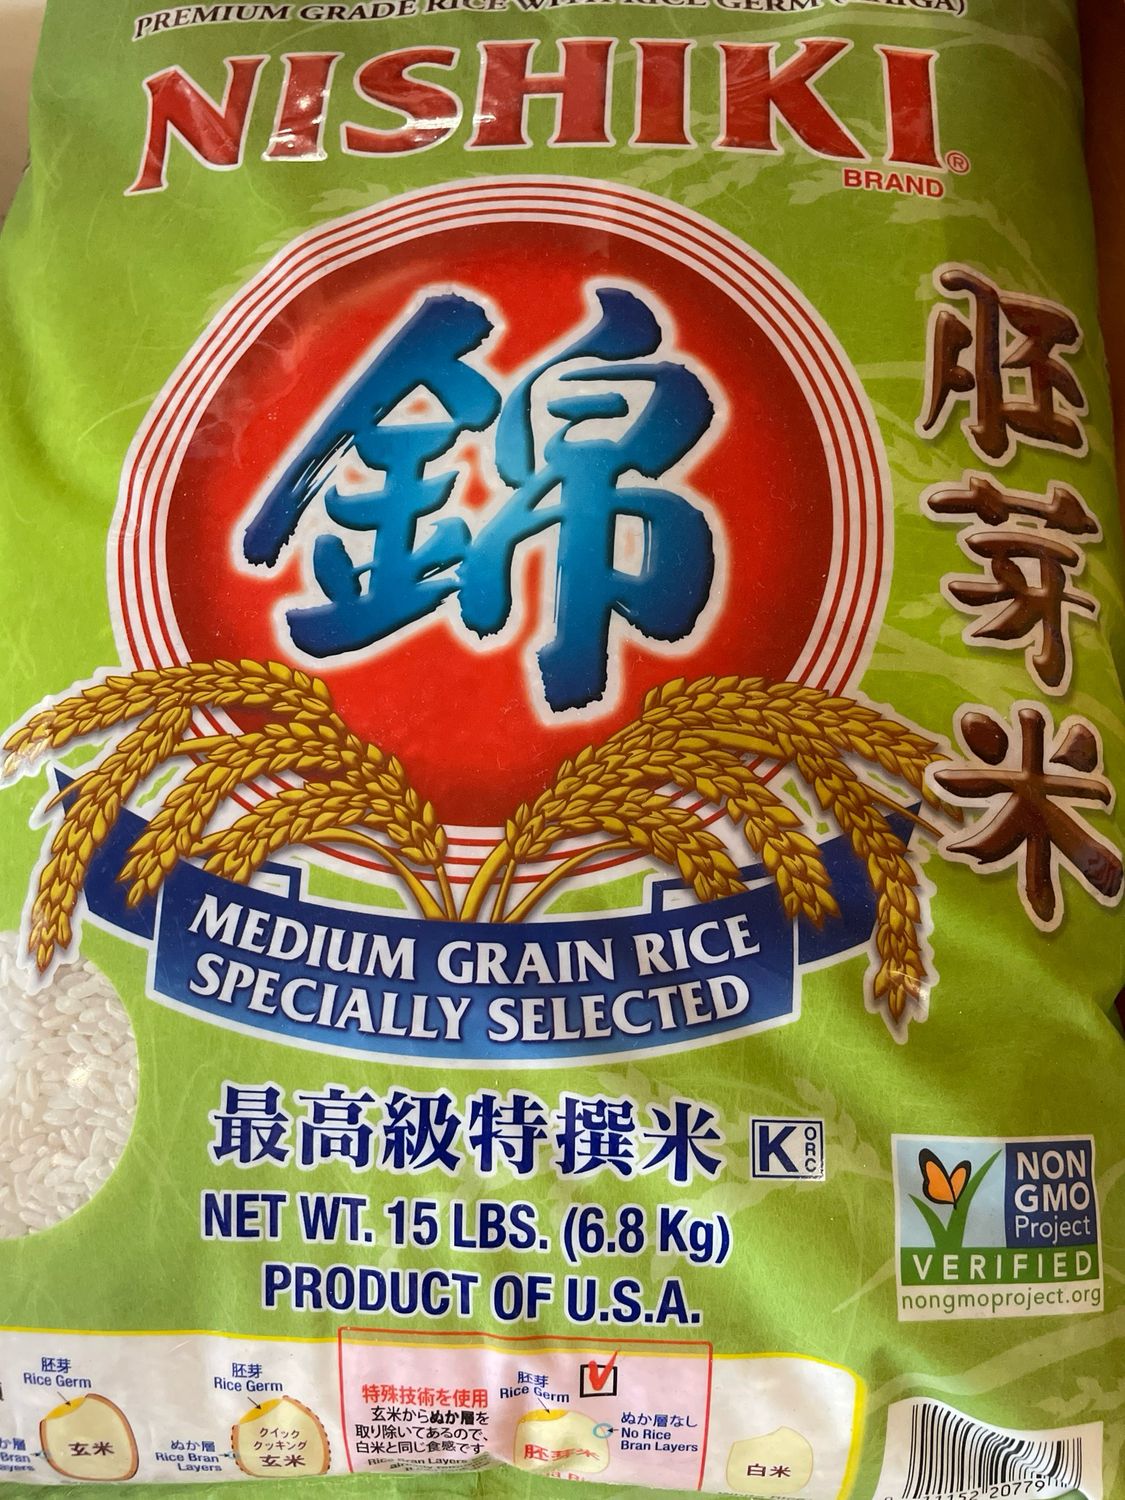 PREMIUM GRADE RICE WITH RICE GERM (HAIGA)
NISHIKI®
BRAND
錦
胚芽米
MEDIUM GRAIN RICE
SPECIALLY SELECTED
最高級特撰米
K ORC
NET WT. 15 LBS. (6.8 Kg)
PRODUCT OF U.S.A.
NON
GMO
Project
VERIFIED
nongmoproject.org
胚芽
Rice Germ
玄米
胚芽
Rice Germ
ぬか層
Rice Bran
Layers
クイック
クッキング
玄米
特殊技術を使用
玄米からぬか層を
取り除いてあるので、
白米と同じ食感です
Rice Bran Layers
胚芽
Rice Germ
ぬか層なし
No Rice
Bran Layers
胚芽米
白米
11152 20779